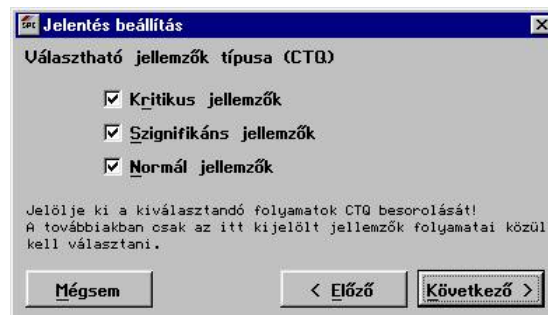 SPC Jelentés beállítás
Választható jellemzők típusa (CTQ)
Kritikus jellemzők
Szignifikáns jellemzők
Normál jellemzők
Jelölje ki a kiválasztandó folyamatok CTQ besorolását!
A továbbiakban csak az itt kijelölt jellemzők folyamatai közül
kell választani.
Mégsem < Előző Következő >